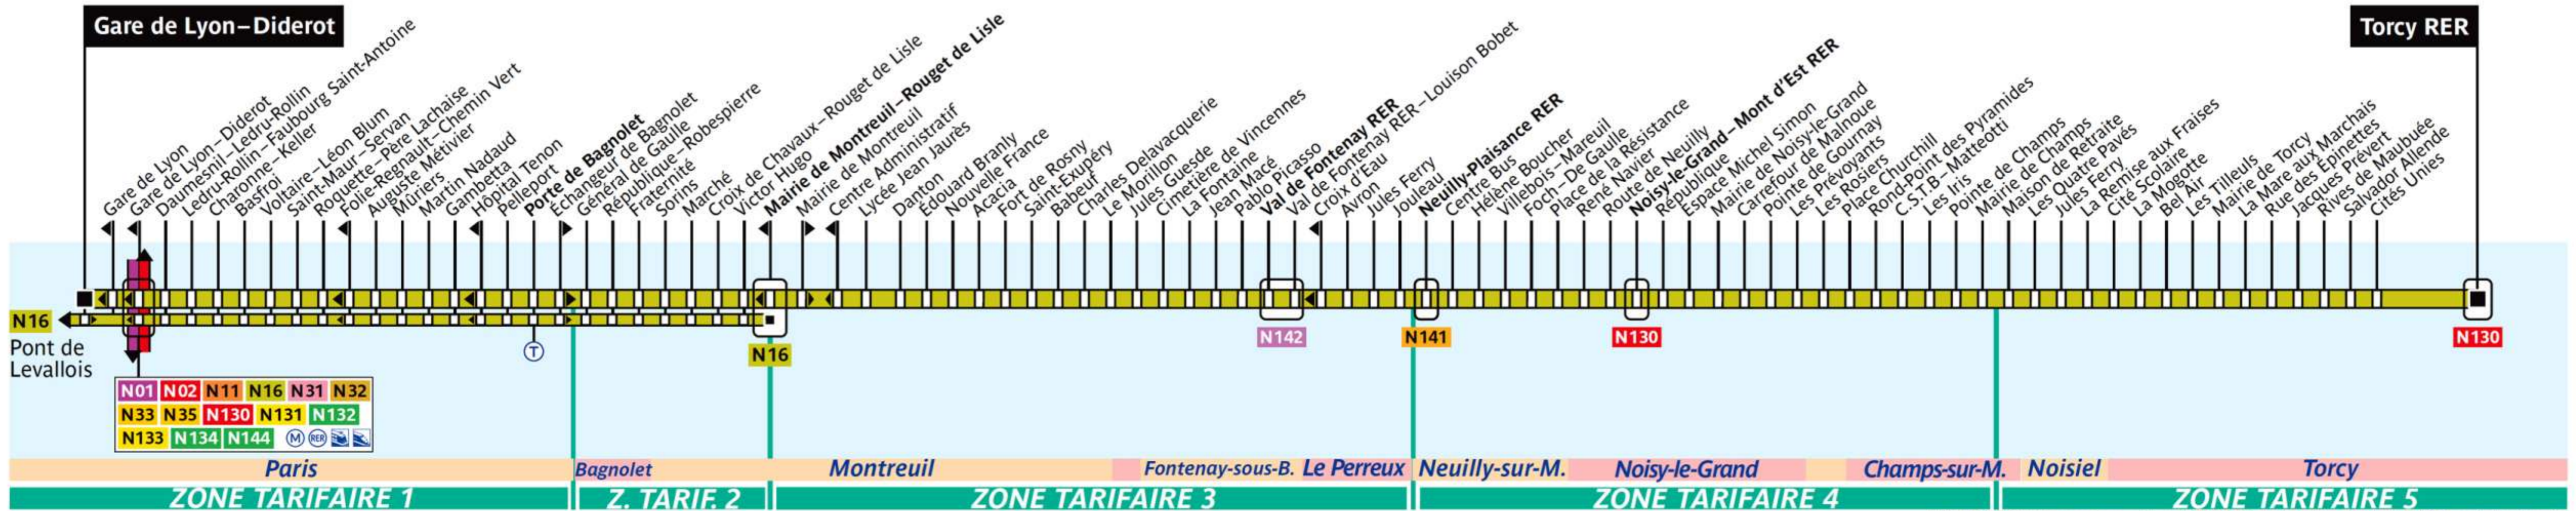 Gare de Lyon–Diderot
Torcy RER
Gare de Lyon
Gare de Lyon–Diderot
Daumesnil–Ledru-Rollin
Ledru-Rollin–Faubourg Saint-Antoine
Charonne–Keller
Basfroi
Voltaire–Léon Blum
Saint-Maur–Servan
Roquette–Père Lachaise
Folie-Regnault–Chemin Vert
Auguste Métivier
Mûriers
Martin Nadaud
Gambetta
Hôpital Tenon
Pelleport
Porte de Bagnolet
Échangeur de Bagnolet
Général de Gaulle
République–Robespierre
Fraternité
Sorins
Marché
Croix de Chavaux–Rouget de Lisle
Victor Hugo
Mairie de Montreuil–Rouget de Lisle
Mairie de Montreuil
Centre Administratif
Lycée Jean Jaurès
Danton
Édouard Branly
Nouvelle France
Acacia
Fort de Rosny
Saint-Exupéry
Babeuf
Charles Delavacquerie
Le Morillon
Jules Guesde
Cimetière de Vincennes
La Fontaine
Jean Macé
Pablo Picasso
Val de Fontenay RER
Val de Fontenay RER–Louison Bobet
Croix d'Eau
Avron
Jules Ferry
Jouleau
Neuilly-Plaisance RER
Centre Bus
Hélène Boucher
Villebois–Mareuil
Foch–De Gaulle
Place de la Résistance
René Navier
Route de Neuilly
Noisy-le-Grand–Mont d'Est RER
République
Espace Michel Simon
Mairie de Noisy-le-Grand
Carrefour de Malnoue
Pointe de Gournay
Les Prévoyants
Les Rosiers
Place Churchill
Rond-Point des Pyramides
C.S.T.B–Matteotti
Les Iris
Pointe de Champs
Mairie de Champs
Maison de Retraite
Les Quatre Pavés
Jules Ferry
La Remise aux Fraises
Cité Scolaire
La Mogotte
Bel Air
Les Tilleuls
Mairie de Torcy
La Mare aux Marchais
Rue des Epinettes
Jacques Prévert
Rives de Maubuée
Salvador Allende
Cités Unies
N16
Pont de
Levallois
T
N16
N142
N141
N130
N130
N01 N02 N11 N16 N31 N32
N33 N35 N130 N131 N132
N133 N134 N144 M RER
Paris Bagnolet Montreuil Fontenay-sous-B. Le Perreux Neuilly-sur-M. Noisy-le-Grand Champs-sur-M. Noisiel Torcy
ZONE TARIFAIRE 1 Z. TARIF. 2 ZONE TARIFAIRE 3 ZONE TARIFAIRE 4 ZONE TARIFAIRE 5